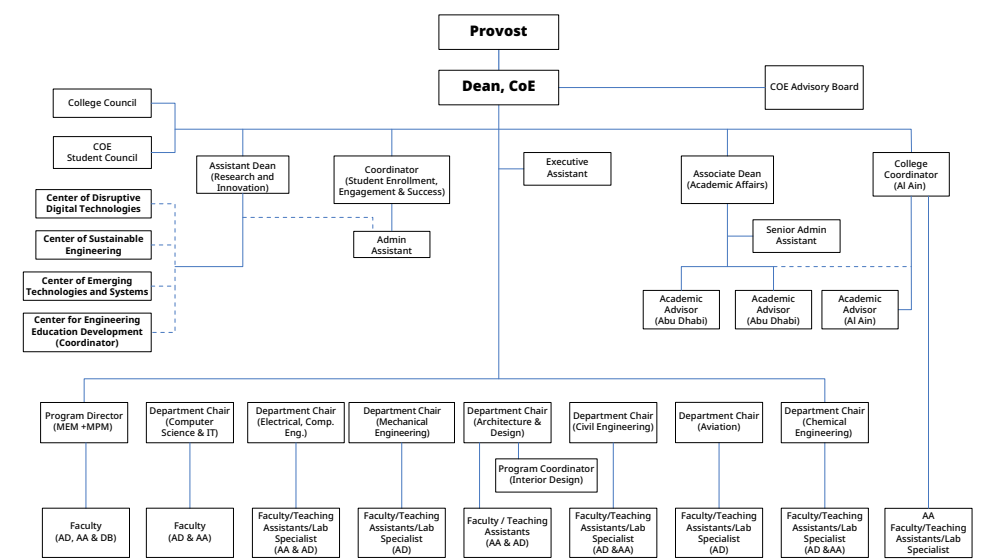 Provost
Dean, CoE
COE Advisory Board
College Council
COE
Student Council
Assistant Dean
(Research and
Innovation)
Coordinator
(Student Enrollment,
Engagement & Success)
Executive
Assistant
Associate Dean
(Academic Affairs)
College
Coordinator
(Al Ain)
Center of Disruptive
Digital Technologies
Center of Sustainable
Engineering
Center of Emerging
Technologies and Systems
Center for Engineering
Education Development
(Coordinator)
Admin
Assistant
Senior Admin
Assistant
Academic
Advisor
(Abu Dhabi)
Academic
Advisor
(Abu Dhabi)
Academic
Advisor
(Al Ain)
Program Director
(MEM +MPM)
Department Chair
(Computer
Science & IT)
Department Chair
(Electrical, Comp.
Eng.)
Department Chair
(Mechanical
Engineering)
Department Chair
(Architecture &
Design)
Department Chair
(Civil Engineering)
Department Chair
(Aviation)
Department Chair
(Chemical
Engineering)
Program Coordinator
(Interior Design)
Faculty
(AD, AA & DB)
Faculty
(AD & AA)
Faculty/Teaching
Assistants/Lab
Specialist
(AA & AD)
Faculty/Teaching
Assistants/Lab
Specialist
(AD)
Faculty / Teaching
Assistants
(AA & AD)
Faculty/Teaching
Assistants/Lab
Specialist
(AD &AA)
Faculty/Teaching
Assistants/Lab
Specialist
(AD)
Faculty/Teaching
Assistants/Lab
Specialist
(AD &AA)
AA
Faculty/Teaching
Assistants/Lab
Specialist